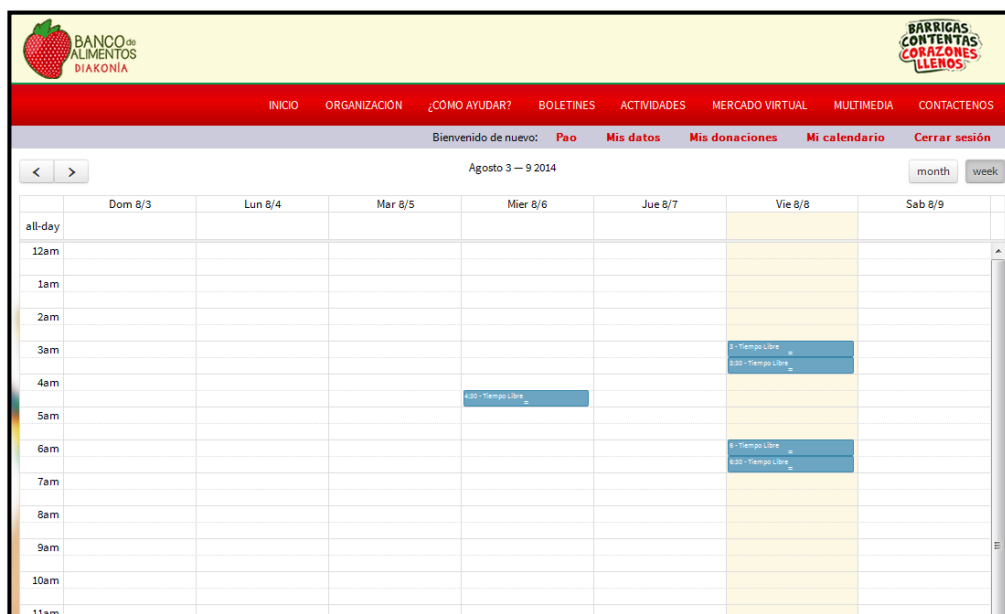 BANCO de
ALIMENTOS
DIAKONÍA
BARRIGAS
CONTENTAS
CORAZONES
LLENOS
INICIO ORGANIZACIÓN ¿CÓMO AYUDAR? BOLETINES ACTIVIDADES MERCADO VIRTUAL MULTIMEDIA CONTACTENOS
Bienvenido de nuevo: Pao Mis datos Mis donaciones Mi calendario Cerrar sesión
< > Agosto 3 — 9 2014 month week
Dom 8/3 Lun 8/4 Mar 8/5 Mier 8/6 Jue 8/7 Vie 8/8 Sab 8/9
all-day
12am
1am
2am
3am 3 - Tiempo Libre
3:30 - Tiempo Libre
4am
4:30 - Tiempo Libre
5am
6am 6 - Tiempo Libre
6:30 - Tiempo Libre
7am
8am
9am
10am
11am